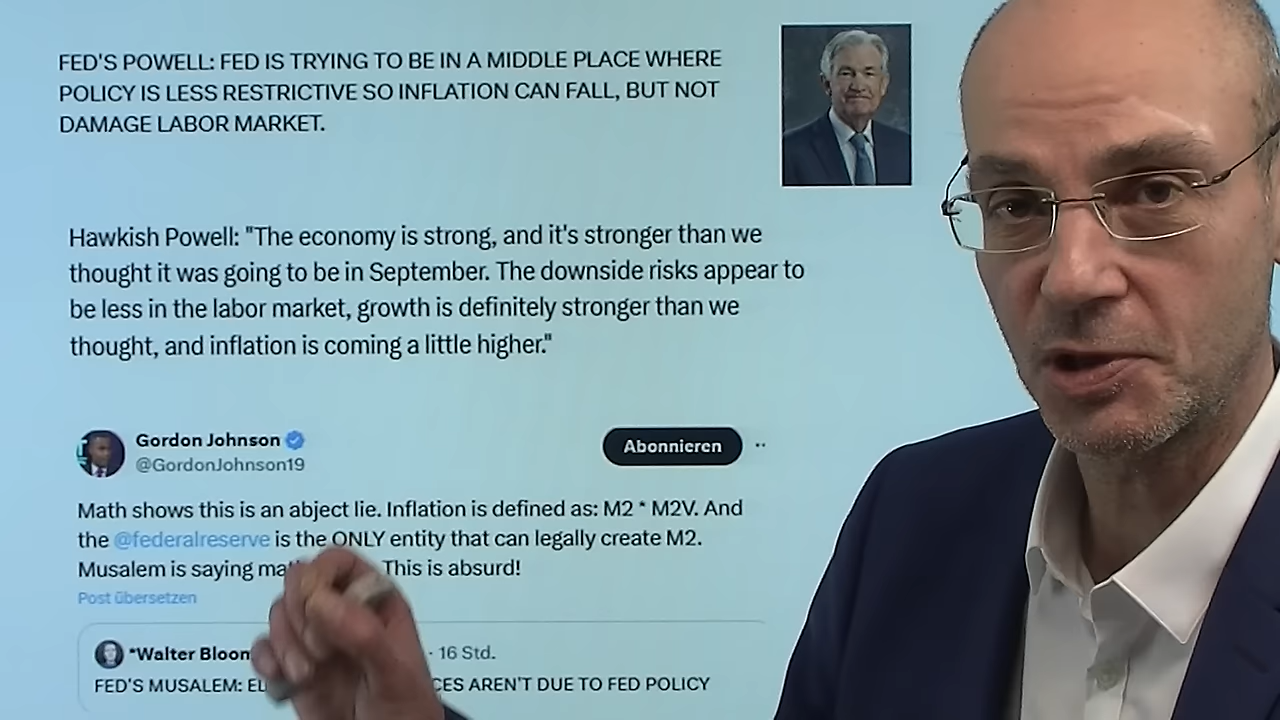 FED'S POWELL: FED IS TRYING TO BE IN A MIDDLE PLACE WHERE
POLICY IS LESS RESTRICTIVE SO INFLATION CAN FALL, BUT NOT
DAMAGE LABOR MARKET.
Hawkish Powell: "The economy is strong, and it's stronger than we
thought it was going to be in September. The downside risks appear to
be less in the labor market, growth is definitely stronger than we
thought, and inflation is coming a little higher."
Gordon Johnson
@GordonJohnson19
Abonnieren
Math shows this is an abject lie. Inflation is defined as: M2 * M2V. And
the @federalreserve is the ONLY entity that can legally create M2.
Musalem is saying This is absurd!
Post übersetzen
*Walter · 16 Std.
FED'S MUSALEM: AREN'T DUE TO FED POLICY